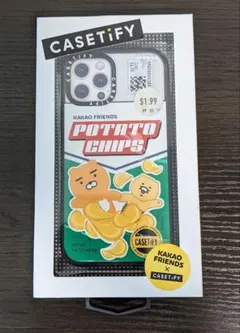 CASETiFY
$1.99
KAKAO FRIENDS
POTATO
CHIPS
CASETiFY
KAKAO
FRIENDS
×
CASETiFY